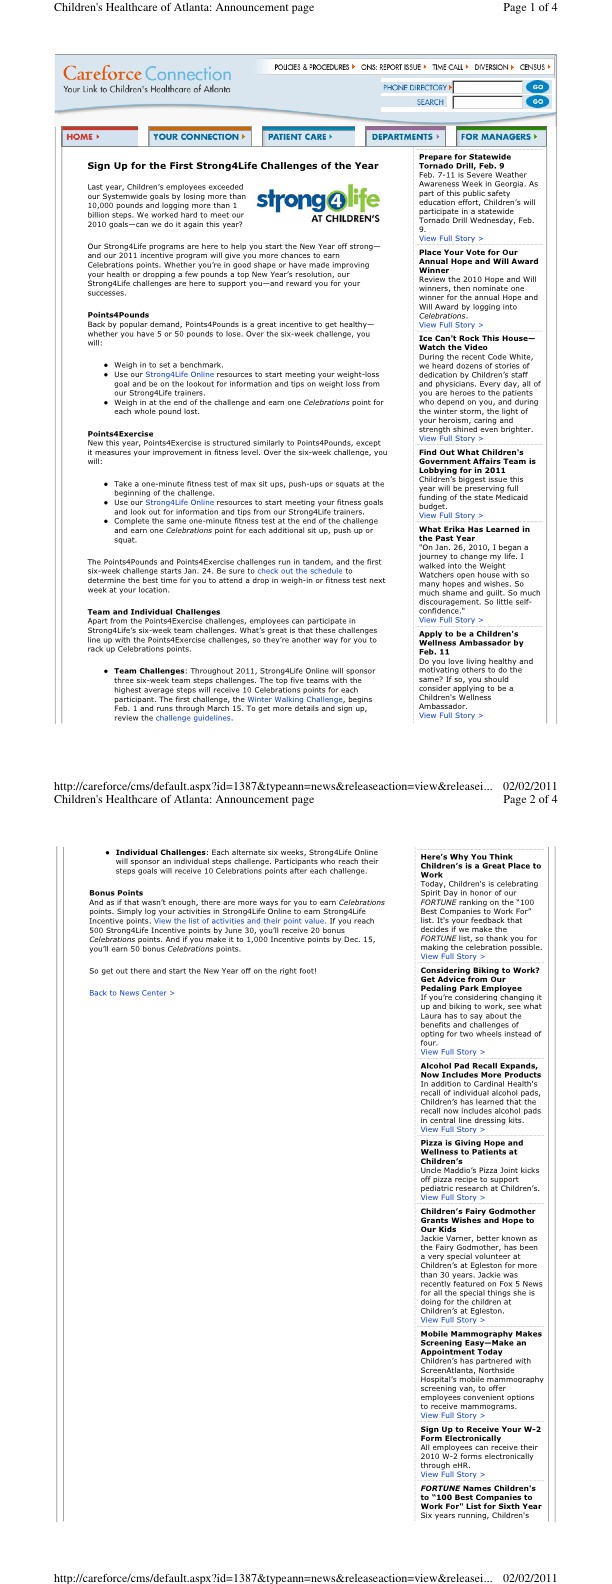 Children's Healthcare of Atlanta: Announcement page Page 1 of 4
Careforce Connection
Your Link to Children's Healthcare of Atlanta
POLICIES & PROCEDURES ONS: REPORT ISSUE TIME CALL DIVERSION CENSUS
PHONE DIRECTORY GO
SEARCH GO
HOME YOUR CONNECTION PATIENT CARE DEPARTMENTS FOR MANAGERS
Sign Up for the First Strong4Life Challenges of the Year
Last year, Children's employees exceeded
our Systemwide goals by losing more than
10,000 pounds and logging more than 1
billion steps. We worked hard to meet our
2010 goals—can we do it again this year?
strong4life
AT CHILDREN'S
Our Strong4Life programs are here to help you start the New Year off strong—
and our 2011 incentive program will give you more chances to earn
Celebrations points. Whether you're in good shape or have made improving
your health or dropping a few pounds a top New Year's resolution, our
Strong4Life challenges are here to support you—and reward you for your
successes.
Points4Pounds
Back by popular demand, Points4Pounds is a great incentive to get healthy—
whether you have 5 or 50 pounds to lose. Over the six-week challenge, you
will:
• Weigh in to set a benchmark.
• Use our Strong4Life Online resources to start meeting your weight-loss
goal and be on the lookout for information and tips on weight loss from
our Strong4Life trainers.
• Weigh in at the end of the challenge and earn one Celebrations point for
each whole pound lost.
Points4Exercise
New this year, Points4Exercise is structured similarly to Points4Pounds, except
it measures your improvement in fitness level. Over the six-week challenge, you
will:
• Take a one-minute fitness test of max sit ups, push-ups or squats at the
beginning of the challenge.
• Use our Strong4Life Online resources to start meeting your fitness goals
and look out for information and tips from our Strong4Life trainers.
• Complete the same one-minute fitness test at the end of the challenge
and earn one Celebrations point for each additional sit up, push up or
squat.
The Points4Pounds and Points4Exercise challenges run in tandem, and the first
six-week challenge starts Jan. 24. Be sure to check out the schedule to
determine the best time for you to attend a drop in weigh-in or fitness test next
week at your location.
Team and Individual Challenges
Apart from the Points4Exercise challenges, employees can participate in
Strong4Life's six-week team challenges. What's great is that these challenges
line up with the Points4Exercise challenges, so they're another way for you to
rack up Celebrations points.
• Team Challenges: Throughout 2011, Strong4Life Online will sponsor
three six-week team steps challenges. The top five teams with the
highest average steps will receive 10 Celebrations points for each
participant. The first challenge, the Winter Walking Challenge, begins
Feb. 1 and runs through March 15. To get more details and sign up,
review the challenge guidelines.
Prepare for Statewide
Tornado Drill, Feb. 9
Feb. 7-11 is Severe Weather
Awareness Week in Georgia. As
part of this public safety
education effort, Children's will
participate in a statewide
Tornado Drill Wednesday, Feb.
9.
View Full Story >
Place Your Vote for Our
Annual Hope and Will Award
Winner
Review the 2010 Hope and Will
winners, then nominate one
winner for the annual Hope and
Will Award by logging into
Celebrations.
View Full Story >
Ice Can't Rock This House—
Watch the Video
During the recent Code White,
we heard dozens of stories of
dedication by Children's staff
and physicians. Every day, all of
you are heroes to the patients
who depend on you, and during
the winter storm, the light of
your heroism, caring and
strength shined even brighter.
View Full Story >
Find Out What Children's
Government Affairs Team is
Lobbying for in 2011
Children's biggest issue this
year will be preserving full
funding of the state Medicaid
budget.
View Full Story >
What Erika Has Learned in
the Past Year
"On Jan. 26, 2010, I began a
journey to change my life. I
walked into the Weight
Watchers open house with so
many hopes and wishes. So
much shame and guilt. So much
discouragement. So little self-
confidence."
View Full Story >
Apply to be a Children's
Wellness Ambassador by
Feb. 11
Do you love living healthy and
motivating others to do the
same? If so, you should
consider applying to be a
Children's Wellness
Ambassador.
View Full Story >
http://careforce/cms/default.aspx?id=1387&typeann=news&releaseaction=view&releasei... 02/02/2011
Children's Healthcare of Atlanta: Announcement page Page 2 of 4
• Individual Challenges: Each alternate six weeks, Strong4Life Online
will sponsor an individual steps challenge. Participants who reach their
steps goals will receive 10 Celebrations points after each challenge.
Bonus Points
And as if that wasn't enough, there are more ways for you to earn Celebrations
points. Simply log your activities in Strong4Life Online to earn Strong4Life
Incentive points. View the list of activities and their point value. If you reach
500 Strong4Life Incentive points by June 30, you'll receive 20 bonus
Celebrations points. And if you make it to 1,000 Incentive points by Dec. 15,
you'll earn 50 bonus Celebrations points.
So get out there and start the New Year off on the right foot!
Back to News Center >
Here's Why You Think
Children's is a Great Place to
Work
Today, Children's is celebrating
Spirit Day in honor of our
FORTUNE ranking on the "100
Best Companies to Work For"
list. It's your feedback that
decides if we make the
FORTUNE list, so thank you for
making the celebration possible.
View Full Story >
Considering Biking to Work?
Get Advice from Our
Pedaling Park Employee
If you're considering changing it
up and biking to work, see what
Laura has to say about the
benefits and challenges of
opting for two wheels instead of
four.
View Full Story >
Alcohol Pad Recall Expands,
Now Includes More Products
In addition to Cardinal Health's
recall of individual alcohol pads,
Children's has learned that the
recall now includes alcohol pads
in central line dressing kits.
View Full Story >
Pizza is Giving Hope and
Wellness to Patients at
Children's
Uncle Maddio's Pizza Joint kicks
off pizza recipe to support
pediatric research at Children's.
View Full Story >
Children's Fairy Godmother
Grants Wishes and Hope to
Our Kids
Jackie Varner, better known as
the Fairy Godmother, has been
a very special volunteer at
Children's at Egleston for more
than 30 years. Jackie was
recently featured on Fox 5 News
for all the special things she is
doing for the children at
Children's at Egleston.
View Full Story >
Mobile Mammography Makes
Screening Easy—Make an
Appointment Today
Children's has partnered with
ScreenAtlanta, Northside
Hospital's mobile mammography
screening van, to offer
employees convenient options
to receive mammograms.
View Full Story >
Sign Up to Receive Your W-2
Form Electronically
All employees can receive their
2010 W-2 forms electronically
through eHR.
View Full Story >
FORTUNE Names Children's
to "100 Best Companies to
Work For" List for Sixth Year
Six years running, Children's
http://careforce/cms/default.aspx?id=1387&typeann=news&releaseaction=view&releasei... 02/02/2011